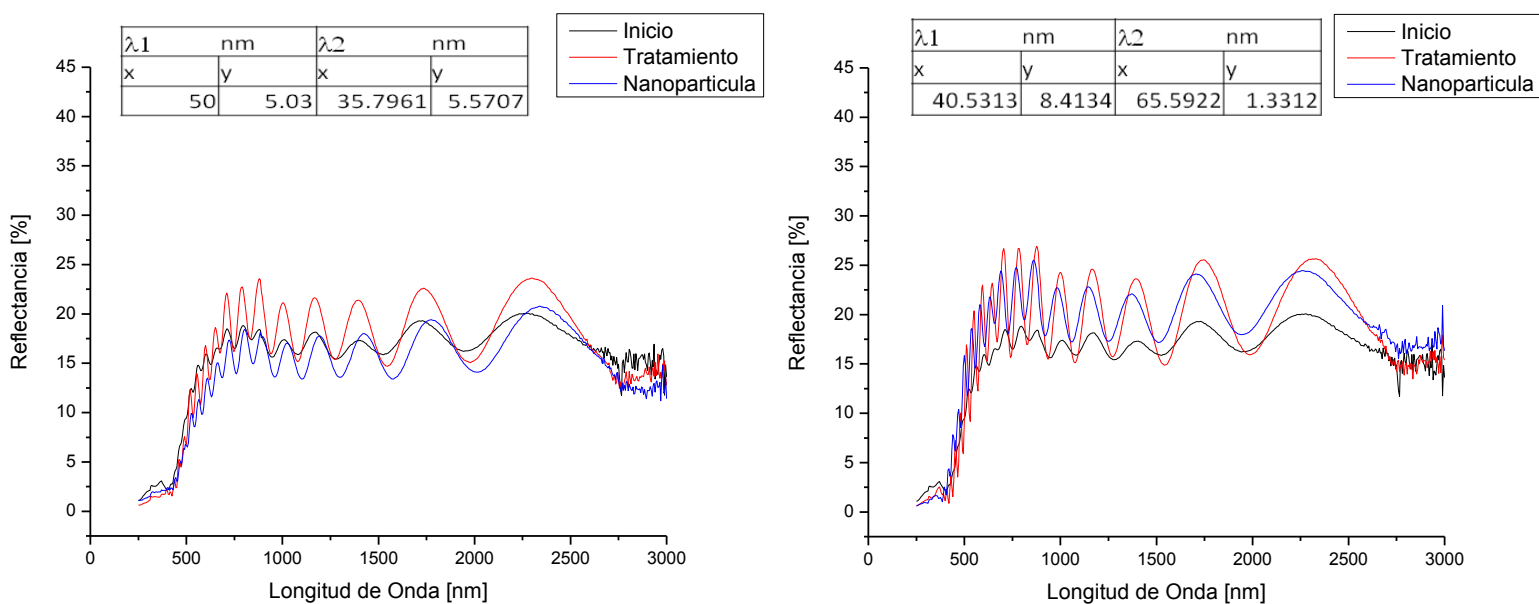 λ1 nm λ2 nm
x y x y
50 5.03 35.7961 5.5707
Inicio
Tratamiento
Nanoparticula
45
40
35
30
25
20
15
10
5
0
Reflectancia [%]
0 500 1000 1500 2000 2500 3000
Longitud de Onda [nm]
λ1 nm λ2 nm
x y x y
40.5313 8.4134 65.5922 1.3312
Inicio
Tratamiento
Nanoparticula
45
40
35
30
25
20
15
10
5
0
Reflectancia [%]
0 500 1000 1500 2000 2500 3000
Longitud de Onda [nm]